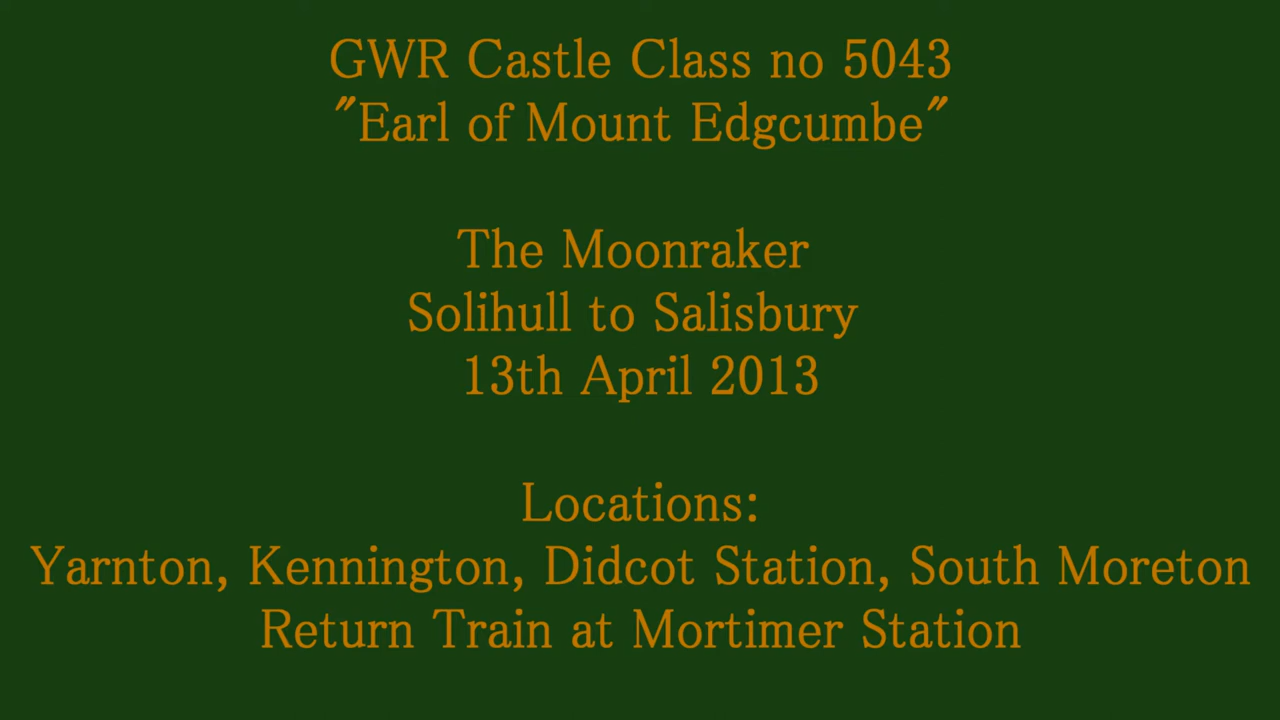 GWR Castle Class no 5043
"Earl of Mount Edgcumbe"
The Moonraker
Solihull to Salisbury
13th April 2013
Locations:
Yarnton, Kennington, Didcot Station, South Moreton
Return Train at Mortimer Station